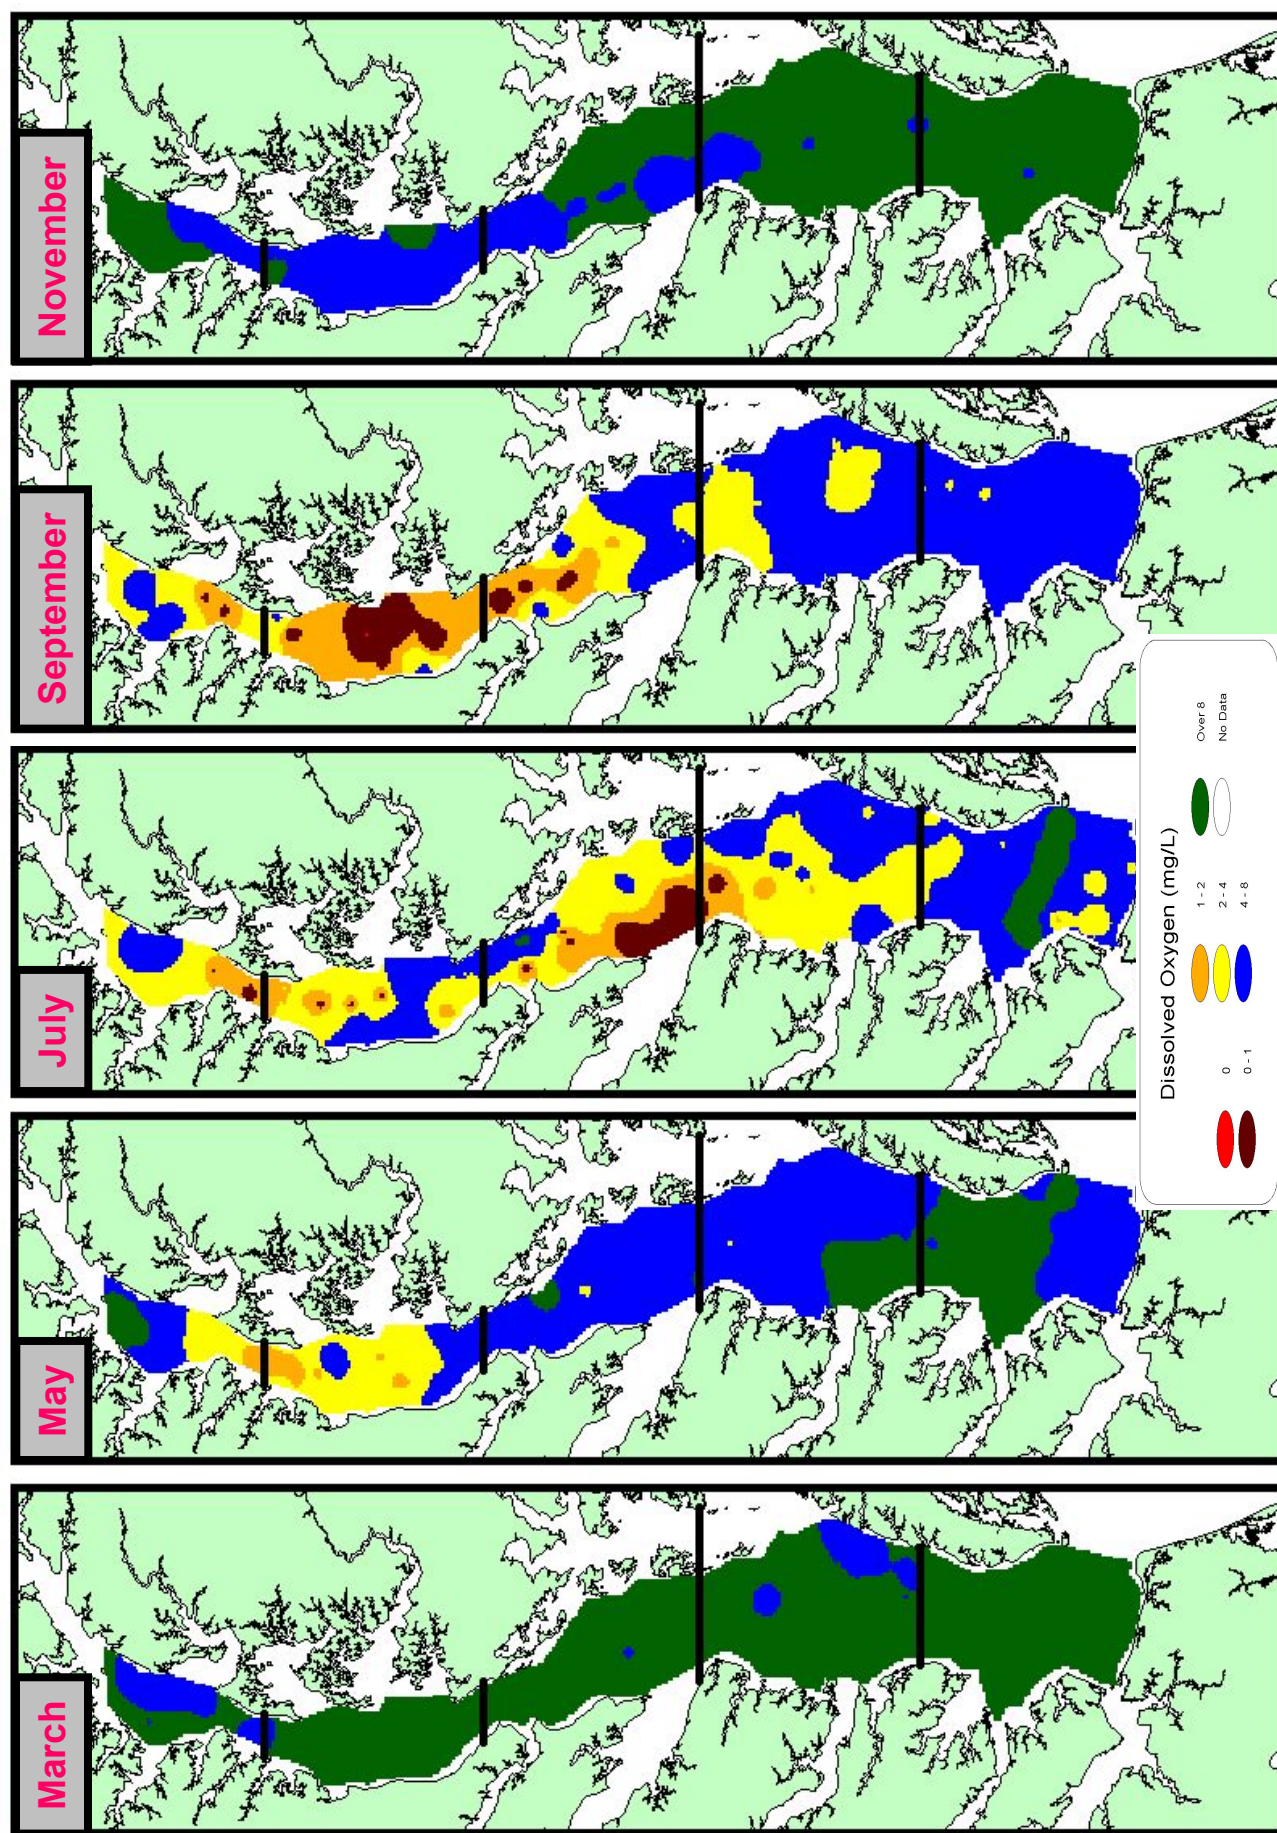 March
May
July
September
November
Dissolved Oxygen (mg/L)
0
0 - 1
1 - 2
2 - 4
4 - 8
Over 8
No Data